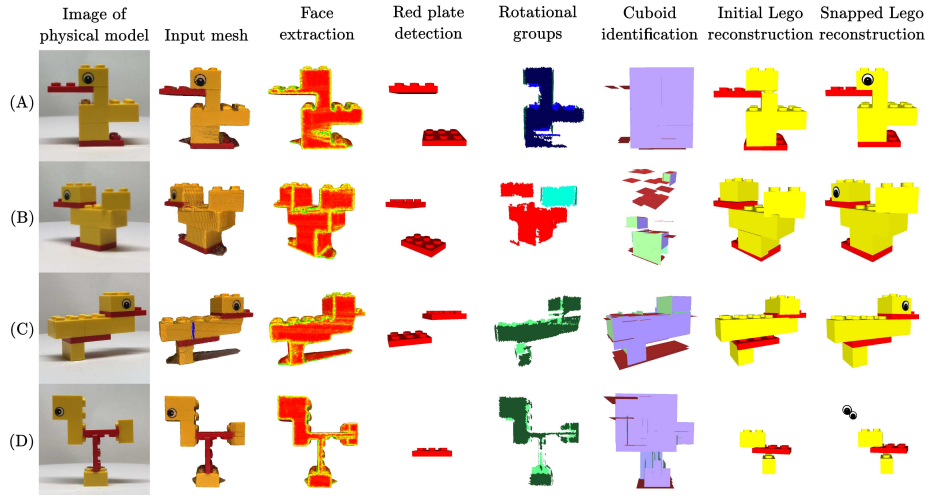 Image of physical model
Input mesh
Face extraction
Red plate detection
Rotational groups
Cuboid identification
Initial Lego reconstruction
Snapped Lego reconstruction
(A)
(B)
(C)
(D)